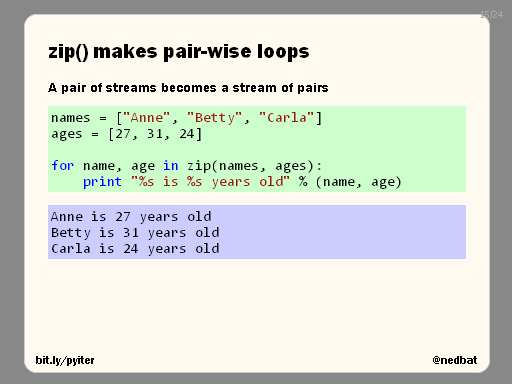 15/24
zip() makes pair-wise loops
A pair of streams becomes a stream of pairs
names = ["Anne", "Betty", "Carla"]
ages = [27, 31, 24]
for name, age in zip(names, ages):
    print "%s is %s years old" % (name, age)
Anne is 27 years old
Betty is 31 years old
Carla is 24 years old
bit.ly/pyiter
@nedbat